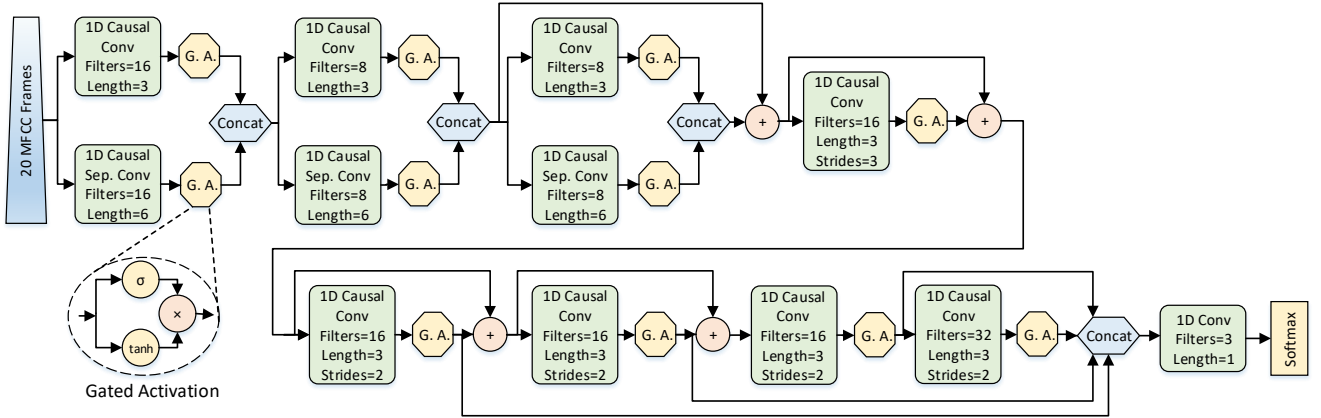 20 MFCC Frames
1D Causal
Conv
Filters=16
Length=3
G. A.
1D Causal
Sep. Conv
Filters=16
Length=6
G. A.
Concat
1D Causal
Conv
Filters=8
Length=3
G. A.
1D Causal
Sep. Conv
Filters=8
Length=6
G. A.
Concat
1D Causal
Conv
Filters=8
Length=3
G. A.
1D Causal
Sep. Conv
Filters=8
Length=6
G. A.
Concat
+
1D Causal
Conv
Filters=16
Length=3
Strides=3
G. A.
+
σ
tanh
×
Gated Activation
1D Causal
Conv
Filters=16
Length=3
Strides=2
G. A.
+
1D Causal
Conv
Filters=16
Length=3
Strides=2
G. A.
+
1D Causal
Conv
Filters=16
Length=3
Strides=2
G. A.
1D Causal
Conv
Filters=32
Length=3
Strides=2
G. A.
Concat
1D Conv
Filters=3
Length=1
Softmax